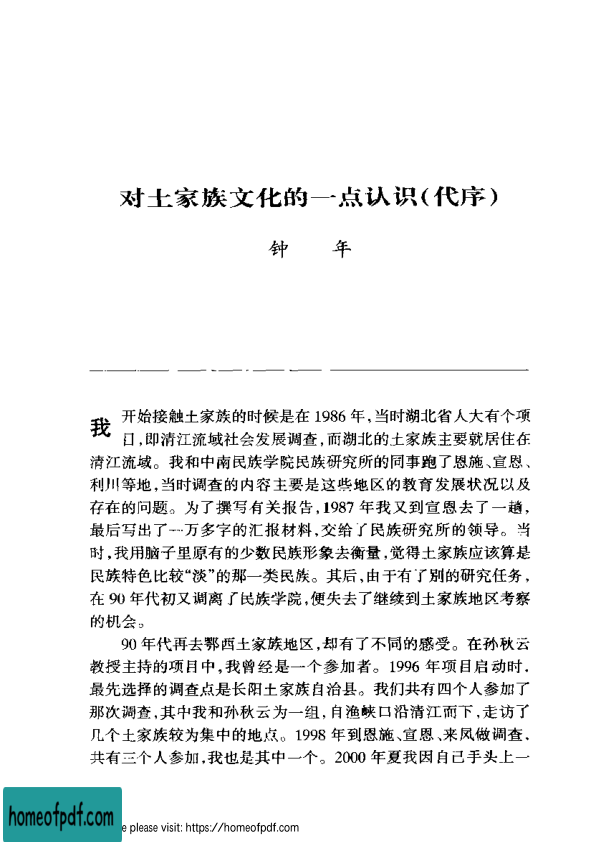 对土家族文化的一点认识(代序)
钟 年
我 开始接触土家族的时候是在 1986 年,当时湖北省人大有个项
目,即清江流域社会发展调查,而湖北的土家族主要就居住在
清江流域。我和中南民族学院民族研究所的同事跑了恩施、宣恩、
利川等地,当时调查的内容主要是这些地区的教育发展状况以及
存在的问题。为了撰写有关报告,1987 年我又到宣恩去了一趟,
最后写出了一万多字的汇报材料,交给了民族研究所的领导。当
时,我用脑子里原有的少数民族形象去衡量,觉得土家族应该算是
民族特色比较“淡”的那一类民族。其后,由于有了别的研究任务,
在 90 年代初又调离了民族学院,便失去了继续到土家族地区考察
的机会。
90 年代再去鄂西土家族地区,却有了不同的感受。在孙秋云
教授主持的项目中,我曾经是一个参加者。1996 年项目启动时,
最先选择的调查点是长阳土家族自治县。我们共有四个人参加了
那次调查,其中我和孙秋云为一组,自渔峡口沿清江而下,走访了
几个土家族较为集中的地点。1998 年到恩施、宣恩、来凤做调查,
共有三个人参加,我也是其中一个。2000 年夏我因自己手头上一
homeofpdf.com
e please visit: https://homeofpdf.com